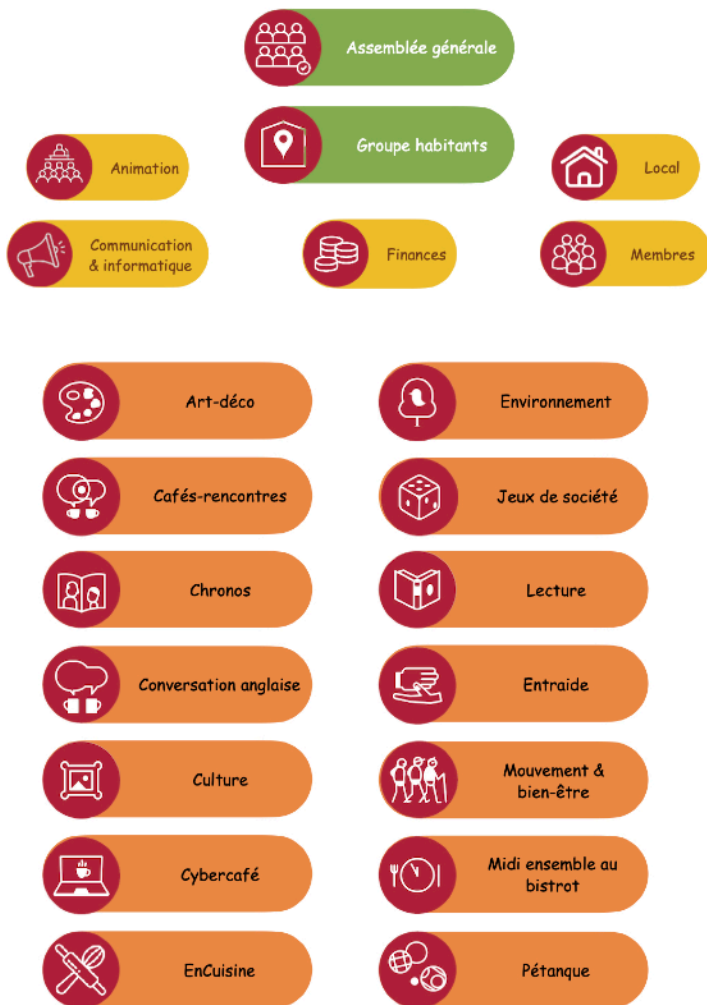 Assemblée générale
Groupe habitants
Animation
Local
Communication
& informatique
Finances
Membres
Art-déco
Environnement
Cafés-rencontres
Jeux de société
Chronos
Lecture
Conversation anglaise
Entraide
Culture
Mouvement &
bien-être
Cybercafé
Midi ensemble au
bistrot
EnCuisine
Pétanque